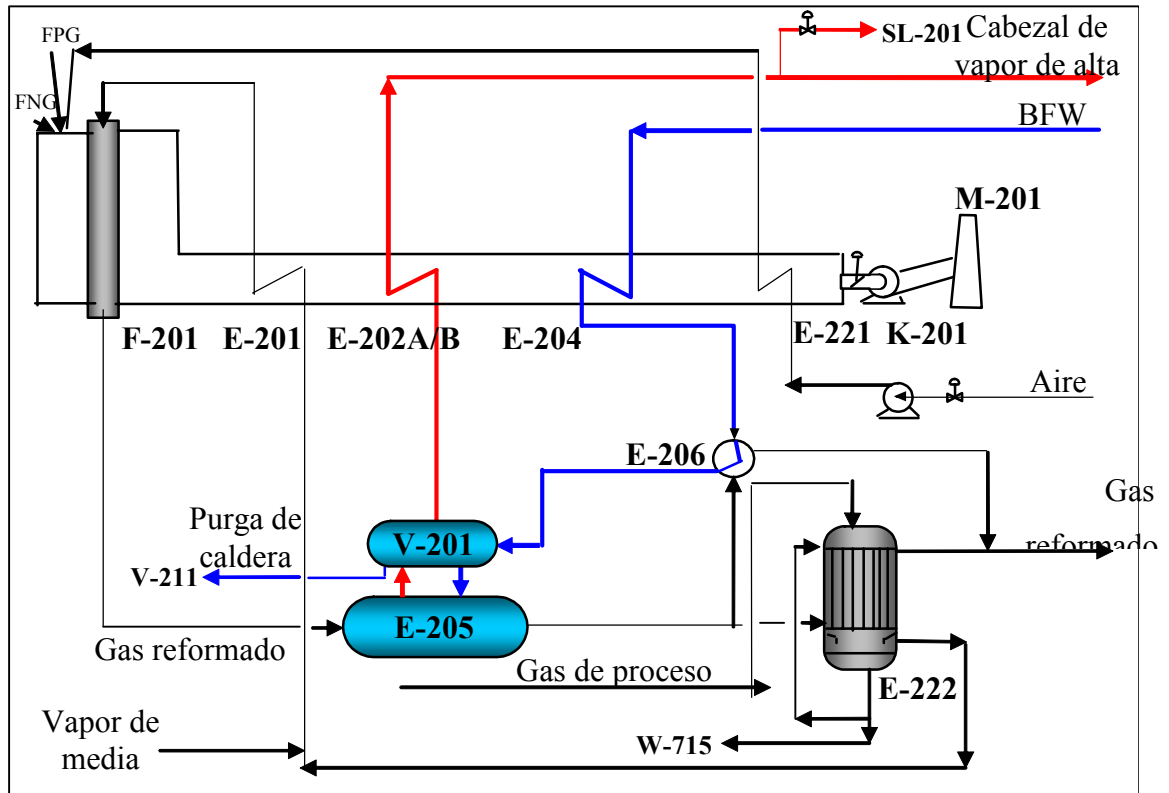 FPG
SL-201
Cabezal de
vapor de alta
FNG
BFW
M-201
F-201
E-201
E-202A/B
E-204
E-221
K-201
Aire
E-206
Gas
reformado
Purga de
caldera
V-201
V-211
E-205
Gas reformado
Gas de proceso
E-222
Vapor de
media
W-715